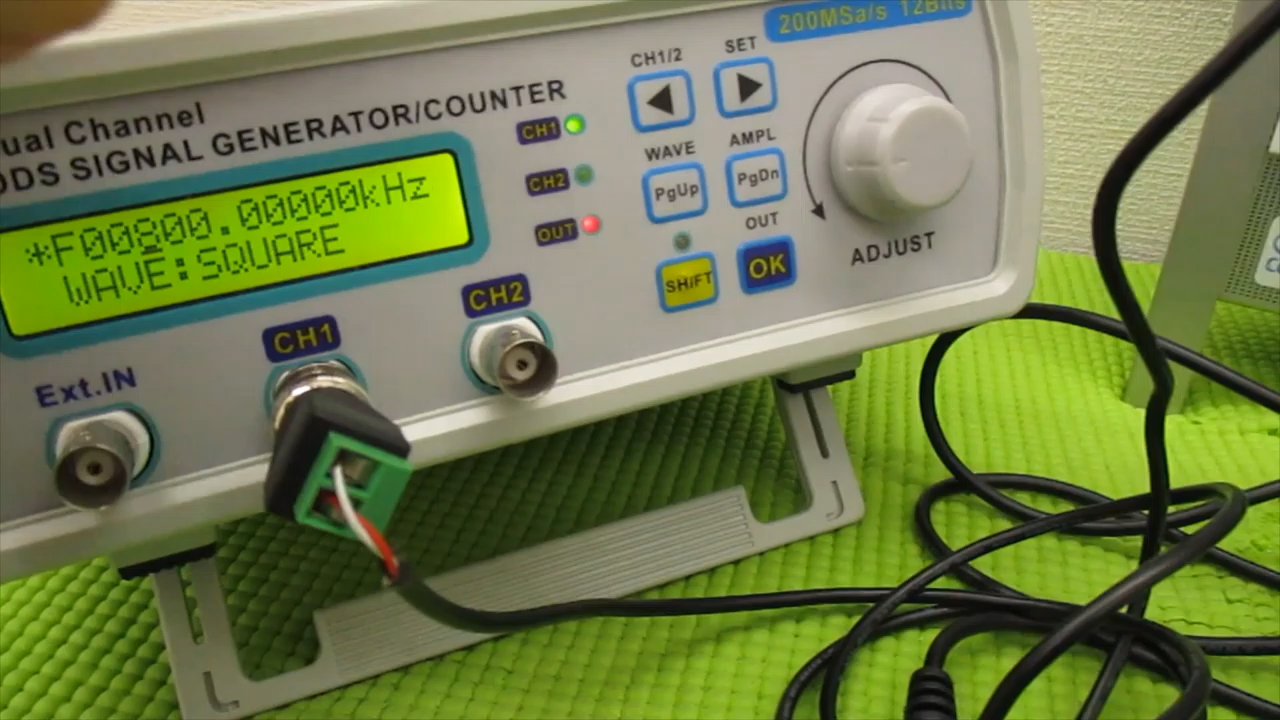 200MSa/s 12Bits
ual Channel
DDS SIGNAL GENERATOR/COUNTER
*F00800.00000kHz
WAVE:SQUARE
CH1
CH2
OUT
CH1/2
SET
WAVE
AMPL
PgUp
PgDn
OUT
SHIFT
OK
ADJUST
Ext.IN
CH1
CH2